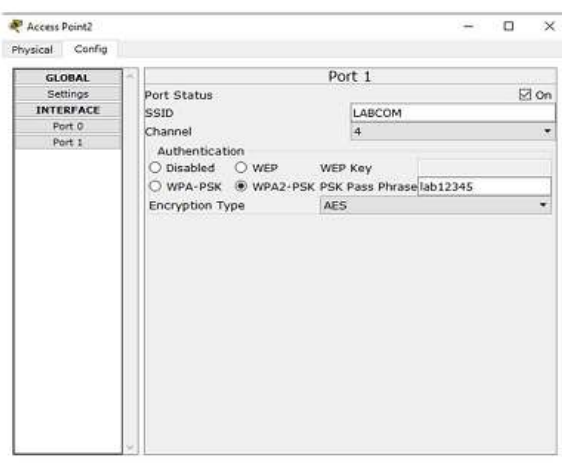 Access Point2
Physical Config
GLOBAL
Settings
INTERFACE
Port 0
Port 1
Port 1
Port Status On
SSID LABCOM
Channel 4
Authentication
Disabled WEP WEP Key
WPA-PSK WPA2-PSK PSK Pass Phrase lab12345
Encryption Type AES